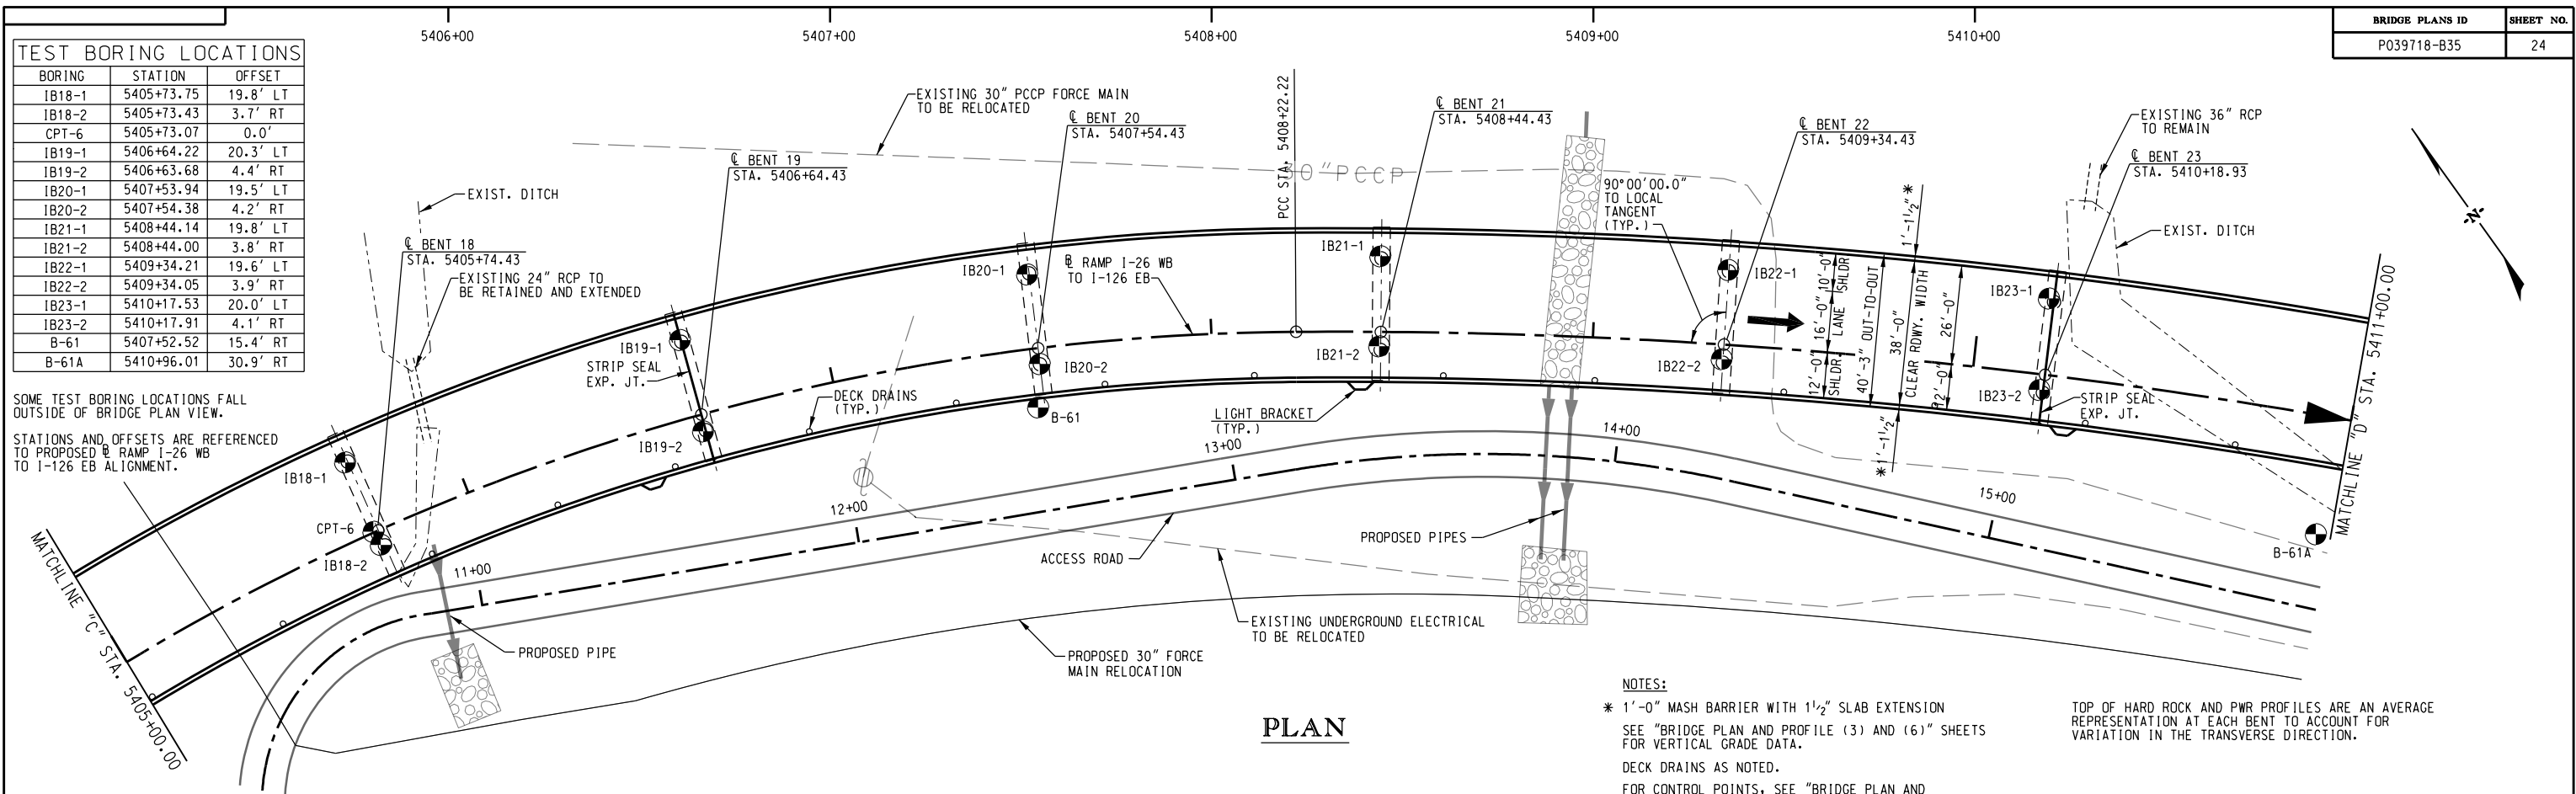 BRIDGE PLANS ID
SHEET NO.
P039718-B35
24
5406+00
5407+00
5408+00
5409+00
5410+00
TEST BORING LOCATIONS
BORING STATION OFFSET
IB18-1 5405+73.75 19.8' LT
IB18-2 5405+73.43 3.7' RT
CPT-6 5405+73.07 0.0'
IB19-1 5406+64.22 20.3' LT
IB19-2 5406+63.68 4.4' RT
IB20-1 5407+53.94 19.5' LT
IB20-2 5407+54.38 4.2' RT
IB21-1 5408+44.14 19.8' LT
IB21-2 5408+44.00 3.8' RT
IB22-1 5409+34.21 19.6' LT
IB22-2 5409+34.05 3.9' RT
IB23-1 5410+17.53 20.0' LT
IB23-2 5410+17.91 4.1' RT
B-61 5407+52.52 15.4' RT
B-61A 5410+96.01 30.9' RT
SOME TEST BORING LOCATIONS FALL
OUTSIDE OF BRIDGE PLAN VIEW.
STATIONS AND OFFSETS ARE REFERENCED
TO PROPOSED ℄ RAMP I-26 WB
TO I-126 EB ALIGNMENT.
EXIST. DITCH
℄ BENT 18
STA. 5405+74.43
EXISTING 24" RCP TO
BE RETAINED AND EXTENDED
℄ BENT 19
STA. 5406+64.43
EXISTING 30" PCCP FORCE MAIN
TO BE RELOCATED
℄ BENT 20
STA. 5407+54.43
PCC STA. 5408+22.22
30"PCCP
℄ BENT 21
STA. 5408+44.43
90°00'00.0"
TO LOCAL
TANGENT
(TYP.)
℄ BENT 22
STA. 5409+34.43
EXISTING 36" RCP
TO REMAIN
℄ BENT 23
STA. 5410+18.93
EXIST. DITCH
-N-
IB18-1
CPT-6
IB18-2
IB19-1
STRIP SEAL
EXP. JT.
IB19-2
IB20-1
IB20-2
B-61
℄ RAMP I-26 WB
TO I-126 EB
IB21-1
IB21-2
IB22-1
IB22-2
IB23-1
IB23-2
STRIP SEAL
EXP. JT.
B-61A
DECK DRAINS
(TYP.)
LIGHT BRACKET
(TYP.)
12'-0"
SHLDR.
16'-0"
LANE
10'-0"
SHLDR
40'-3" OUT-TO-OUT
38'-0"
CLEAR RDWY. WIDTH
12'-0"
26'-0"
* 1'-1½"
*1'-1½"
MATCHLINE "C" STA. 5405+00.00
MATCHLINE "D" STA. 5411+00.00
11+00
12+00
13+00
14+00
15+00
PROPOSED PIPE
ACCESS ROAD
PROPOSED PIPES
EXISTING UNDERGROUND ELECTRICAL
TO BE RELOCATED
PROPOSED 30" FORCE
MAIN RELOCATION
PLAN
NOTES:
* 1'-0" MASH BARRIER WITH 1½" SLAB EXTENSION
SEE "BRIDGE PLAN AND PROFILE (3) AND (6)" SHEETS
FOR VERTICAL GRADE DATA.
DECK DRAINS AS NOTED.
FOR CONTROL POINTS, SEE "BRIDGE PLAN AND
TOP OF HARD ROCK AND PWR PROFILES ARE AN AVERAGE
REPRESENTATION AT EACH BENT TO ACCOUNT FOR
VARIATION IN THE TRANSVERSE DIRECTION.